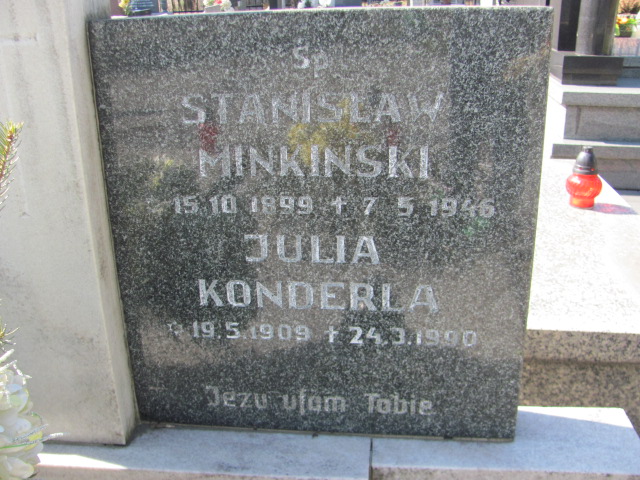 Śp
STANISŁAW
MINKIŃSKI
* 15.10 1899 + 7 5 1946
JULIA
KONDERLA
* 19.5.1909 + 24.3.1990
Jezu ufam Tobie